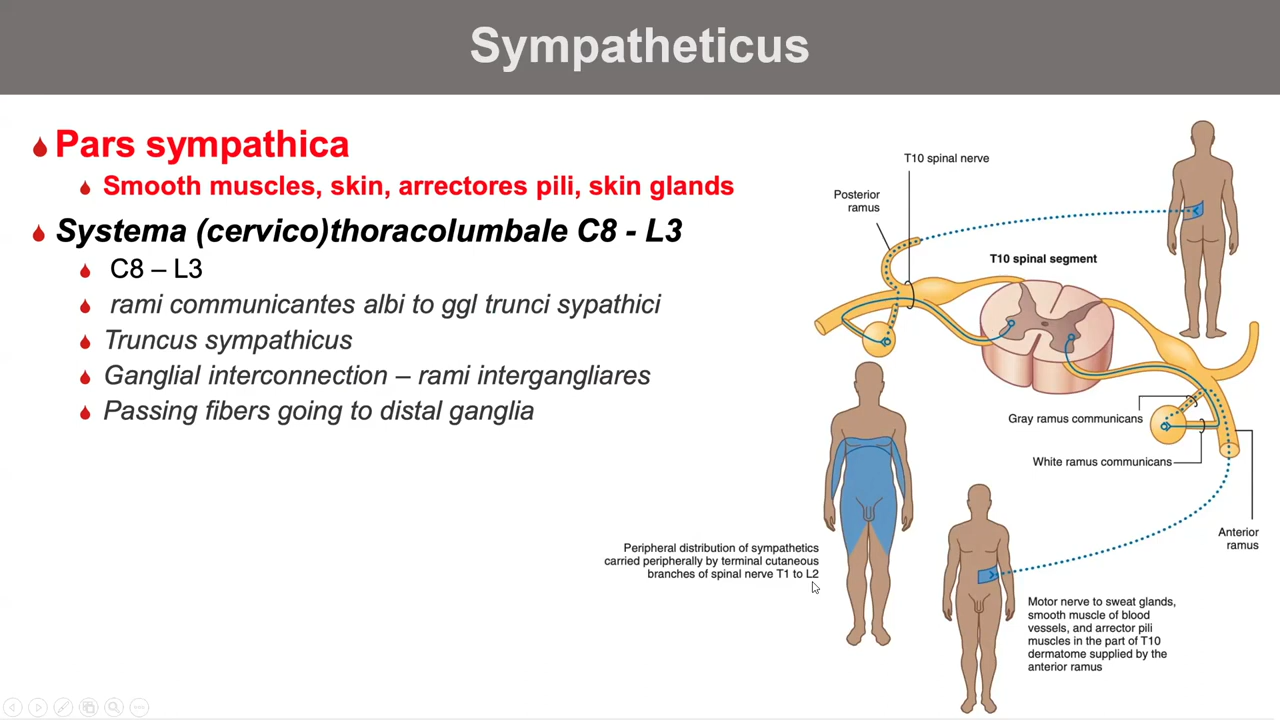 Sympatheticus
Pars sympathica
Smooth muscles, skin, arrectores pili, skin glands
Systema (cervico)thoracolumbale C8 - L3
C8 – L3
rami communicantes albi to ggl trunci sypathici
Truncus sympathicus
Ganglial interconnection – rami intergangliares
Passing fibers going to distal ganglia
T10 spinal nerve
Posterior
ramus
T10 spinal segment
Gray ramus communicans
White ramus communicans
Anterior
ramus
Peripheral distribution of sympathetics
carried peripherally by terminal cutaneous
branches of spinal nerve T1 to L2
Motor nerve to sweat glands,
smooth muscle of blood
vessels, and arrector pili
muscles in the part of T10
dermatome supplied by the
anterior ramus